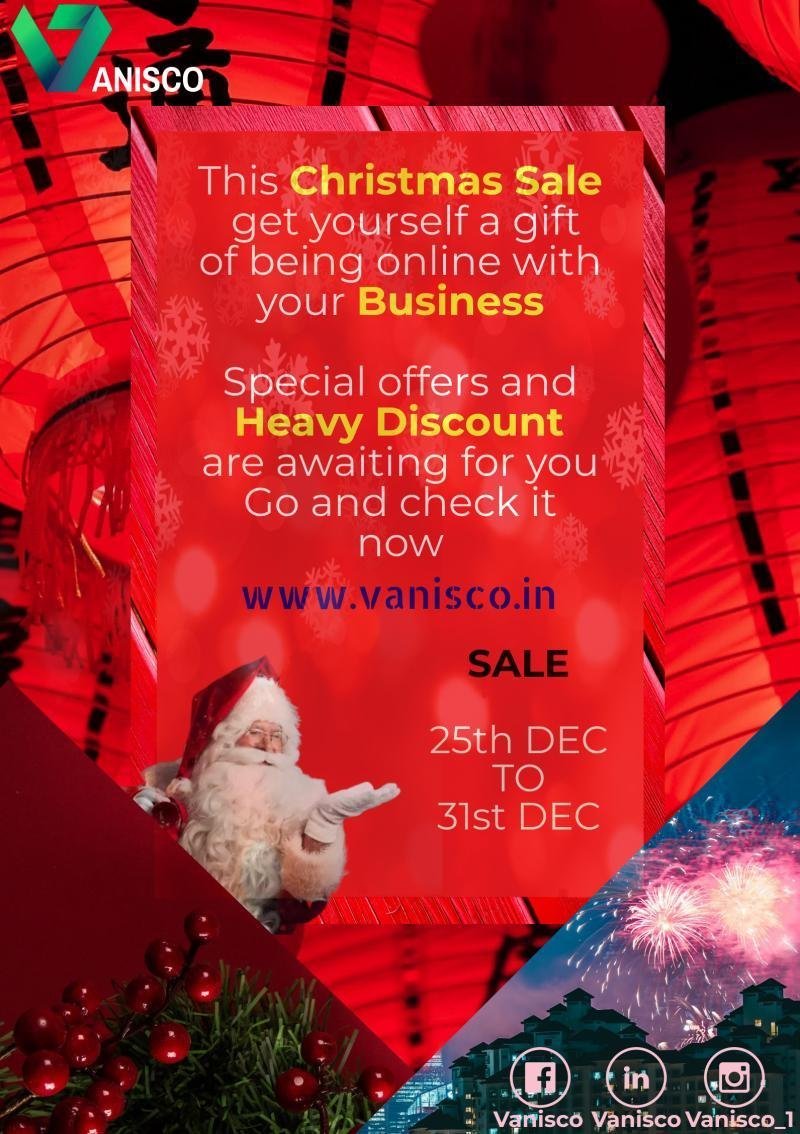 VANISCO
This Christmas Sale
get yourself a gift
of being online with
your Business
Special offers and
Heavy Discount
are awaiting for you
Go and check it
now
www.vanisco.in
SALE
25th DEC
TO
31st DEC
Vanisco Vanisco Vanisco_1